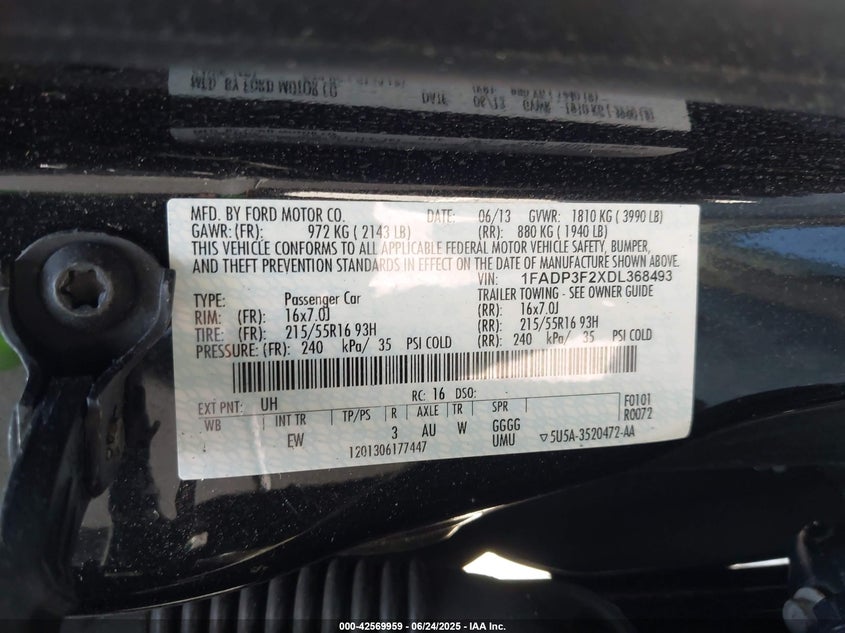 MFD. BY FORD MOTOR CO.
MFD. BY FORD MOTOR CO. DATE: 06/13 GVWR: 1810 KG ( 3990 LB)
GAWR: (FR): 972 KG ( 2143 LB) (RR): 880 KG ( 1940 LB)
THIS VEHICLE CONFORMS TO ALL APPLICABLE FEDERAL MOTOR VEHICLE SAFETY, BUMPER,
AND THEFT PREVENTION STANDARDS IN EFFECT ON THE DATE OF MANUFACTURE SHOWN ABOVE.
VIN: 1FADP3F2XDL368493
TYPE: Passenger Car TRAILER TOWING - SEE OWNER GUIDE
RIM: (FR): 16x7.0J (RR): 16x7.0J
TIRE: (FR): 215/55R16 93H (RR): 215/55R16 93H
PRESSURE: (FR): 240 kPa/ 35 PSI COLD (RR): 240 kPa/ 35 PSI COLD
EXT PNT: UH RC: 16 DSO: F0101
R0072
WB INT TR TP/PS R AXLE TR SPR
EW 3 AU W GGGG
UMU
1201306177447 ▽5U5A-3520472-AA
000-42569959 | 06/24/2025 - IAA Inc.